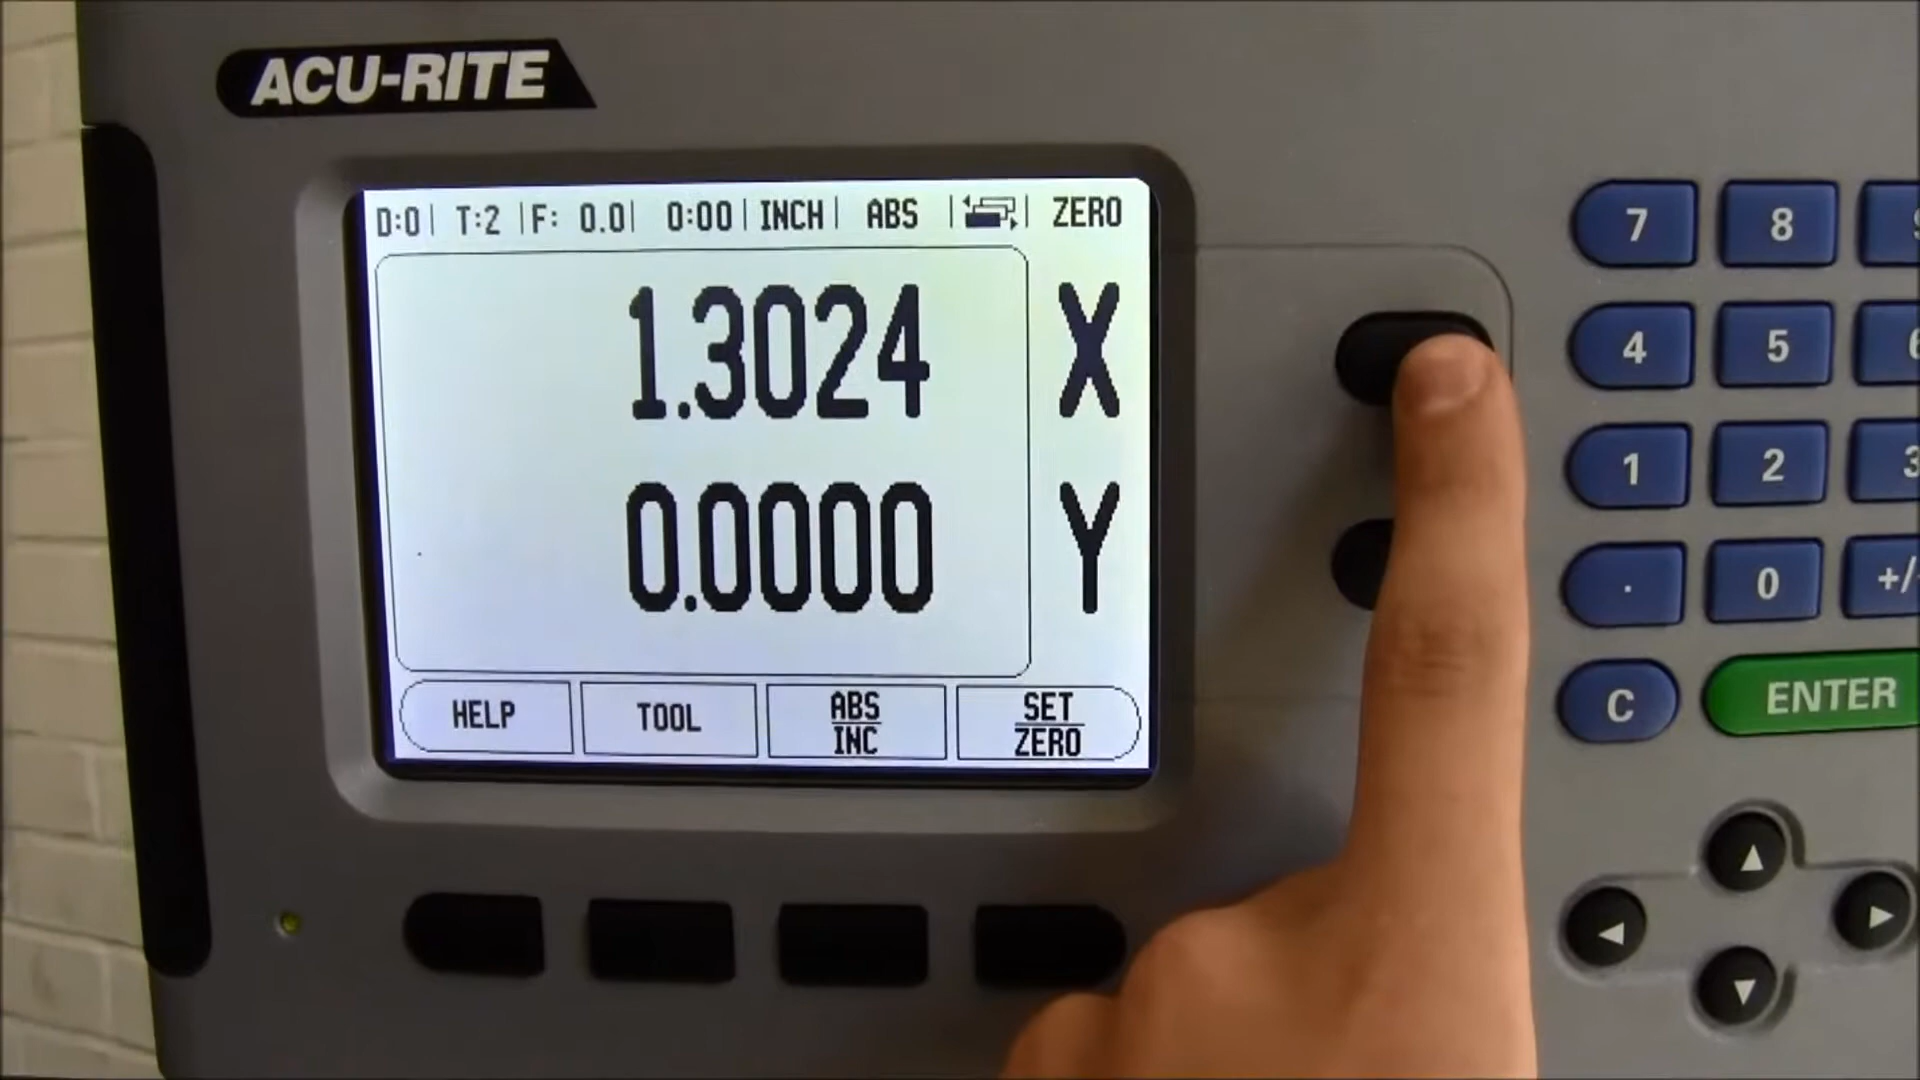 ACU-RITE
D:0 T:2 F: 0.0 0:00 INCH ABS ZERO
1.3024 X
0.0000 Y
HELP TOOL ABS INC SET ZERO
7 8
4 5
1 2
. 0 +/
C ENTER